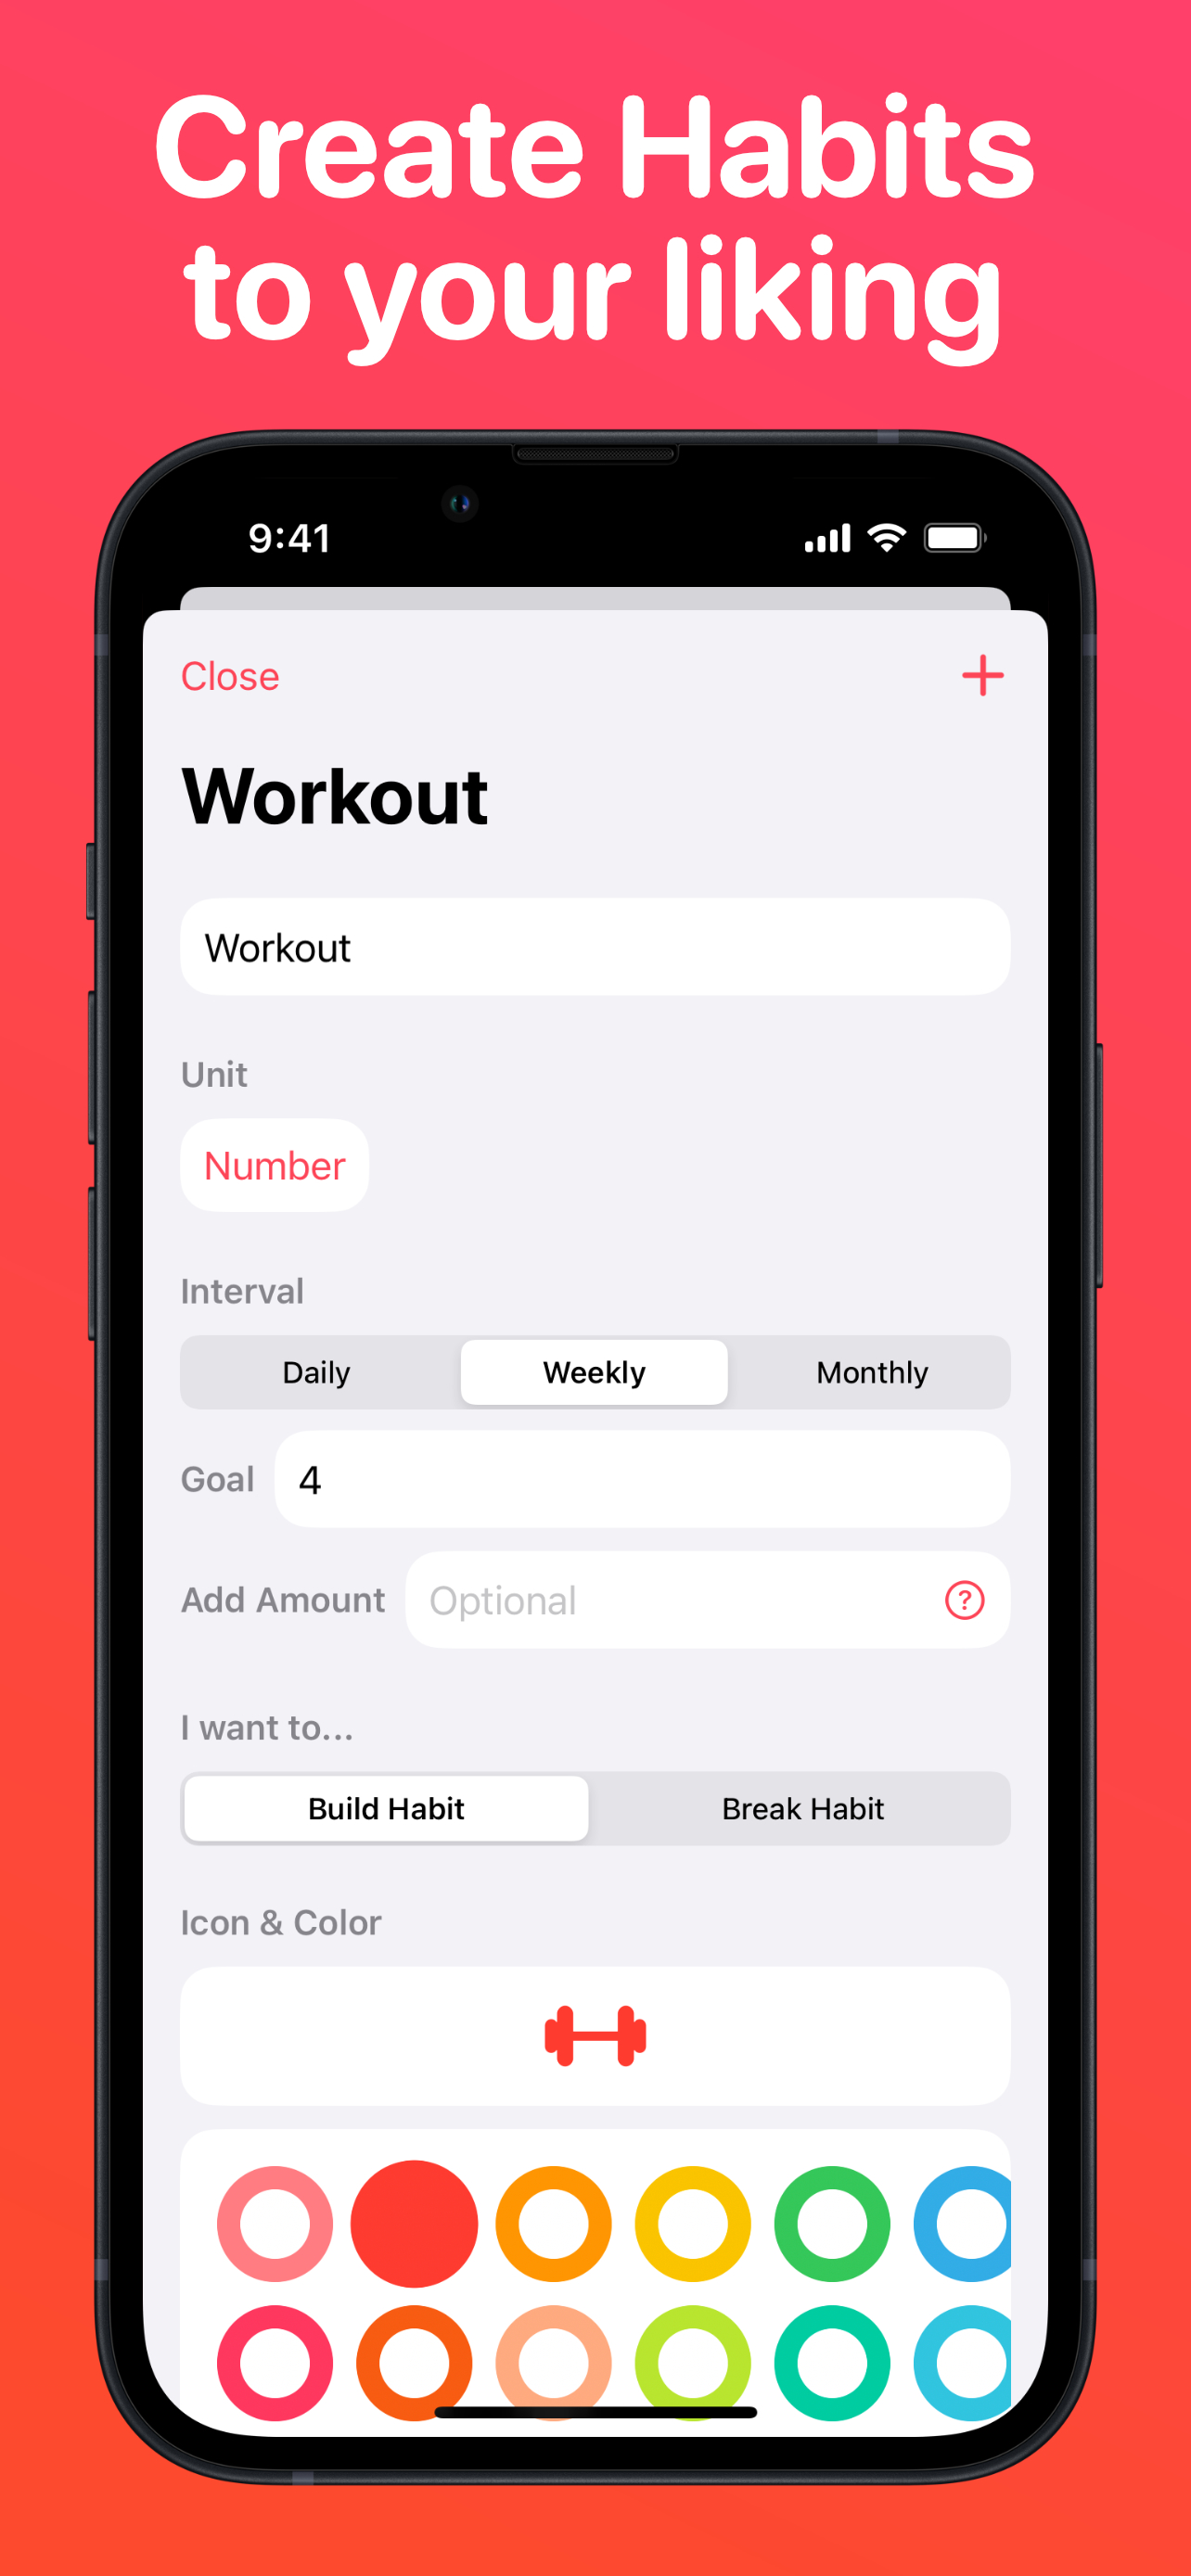 Create Habits
to your liking
9:41
Close
Workout
Workout
Unit
Number
Interval
Daily Weekly Monthly
Goal 4
Add Amount Optional ?
I want to...
Build Habit Break Habit
Icon & Color